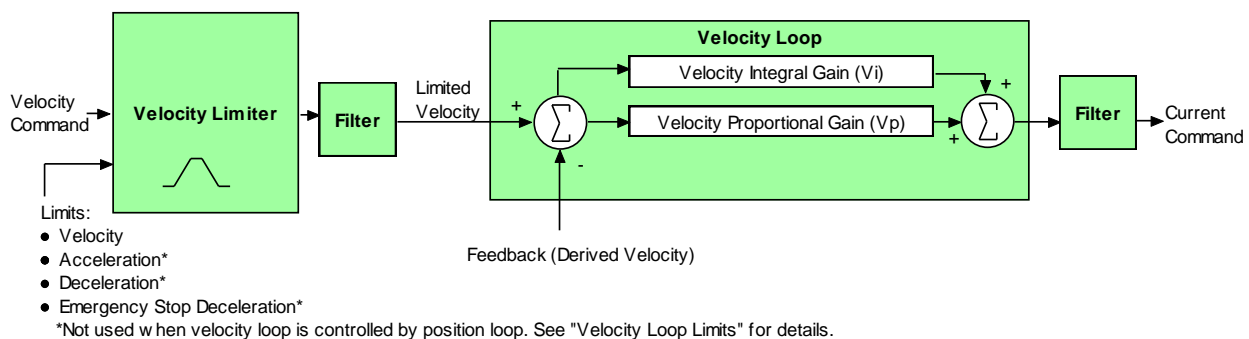 Velocity Loop
Velocity Integral Gain (Vi)
+
Velocity
Command
Velocity Limiter
Filter
Limited
Velocity
+
Σ
Velocity Proportional Gain (Vp)
+
Σ
Filter
Current
Command
-
Limits:
● Velocity
● Acceleration*
● Deceleration*
● Emergency Stop Deceleration*
Feedback (Derived Velocity)
*Not used when velocity loop is controlled by position loop. See "Velocity Loop Limits" for details.